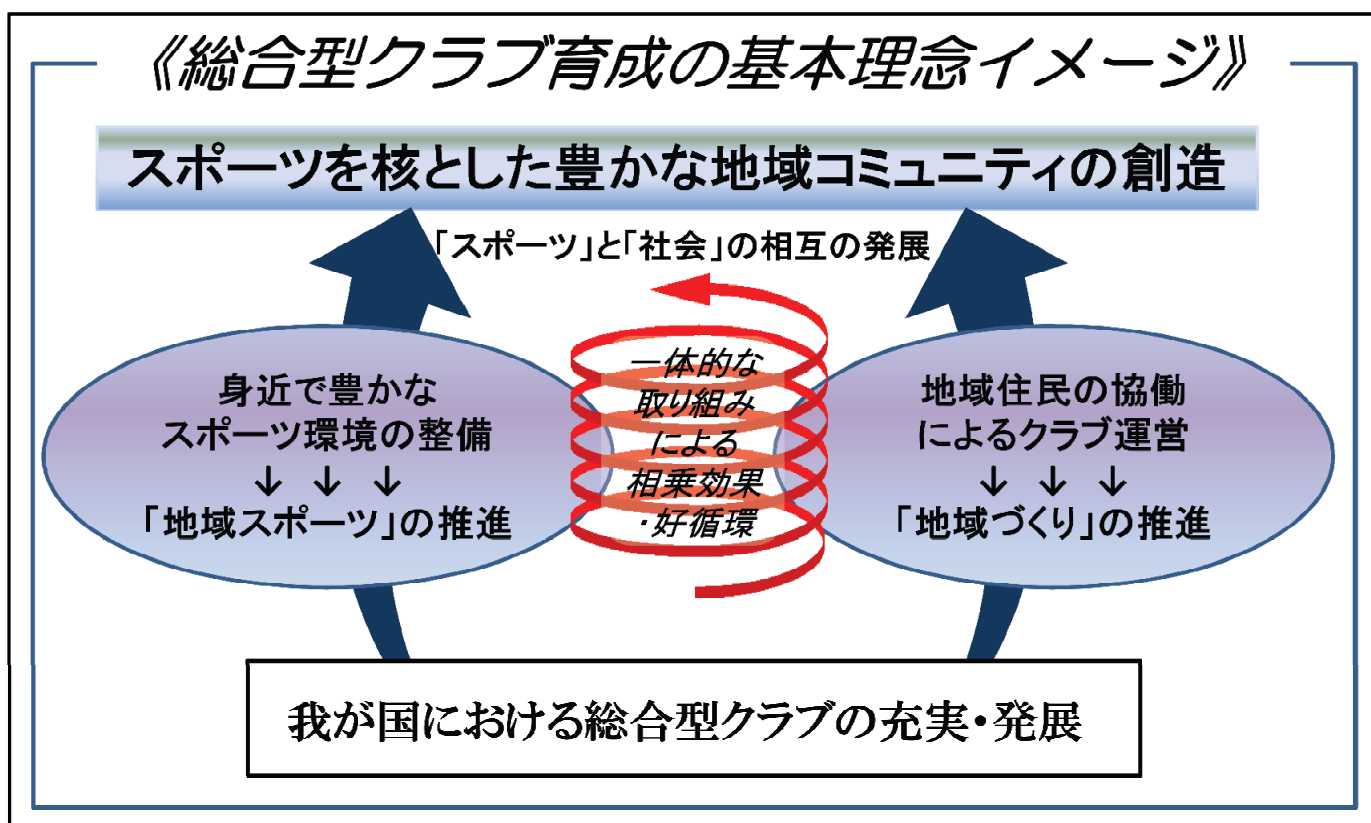 《総合型クラブ育成の基本理念イメージ》
スポーツを核とした豊かな地域コミュニティの創造
「スポーツ」と「社会」の相互の発展
身近で豊かな
スポーツ環境の整備
↓ ↓ ↓
「地域スポーツ」の推進
一体的な
取り組み
による
相乗効果
・好循環
地域住民の協働
によるクラブ運営
↓ ↓ ↓
「地域づくり」の推進
我が国における総合型クラブの充実・発展